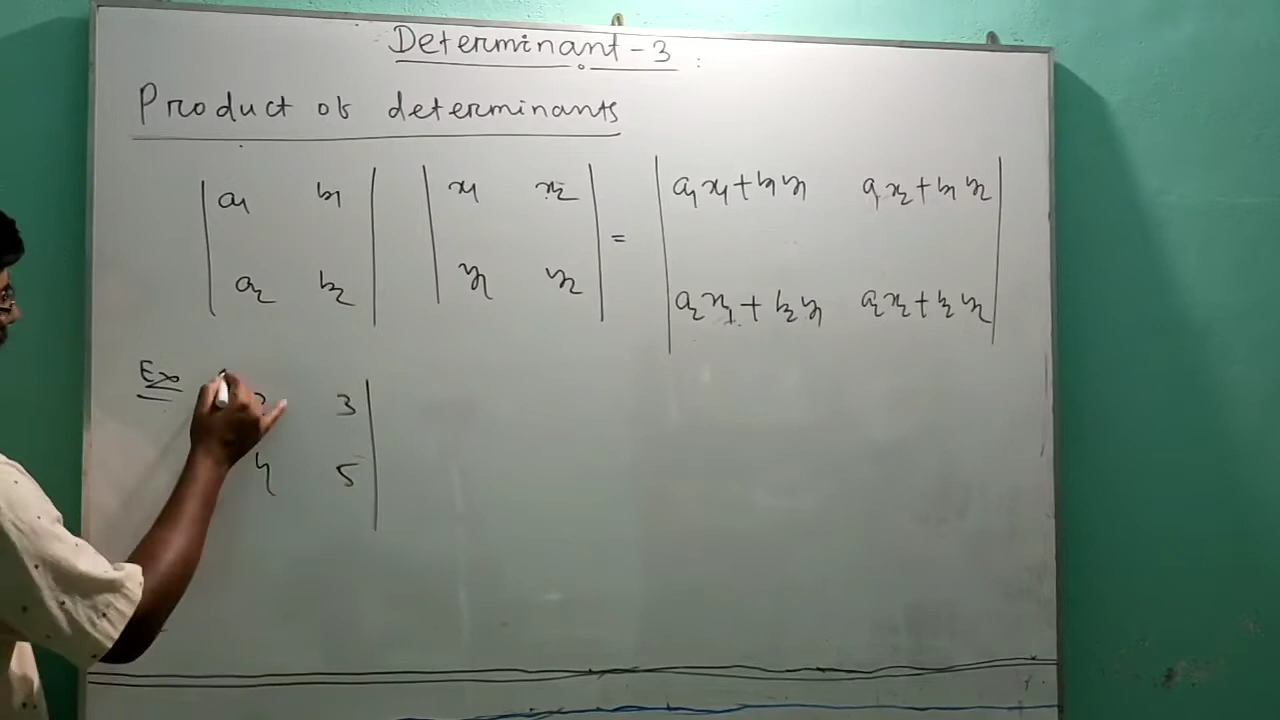 Determinant - 3 :
Product of determinants
| a₁ b₁ | | x₁ x₂ | = | a₁x₁ + b₁y₁ a₁x₂ + b₁y₂ |
| a₂ b₂ | | y₁ y₂ | | a₂x₁ + b₂y₁ a₂x₂ + b₂y₂ |
Ex 3 |
4 5 |